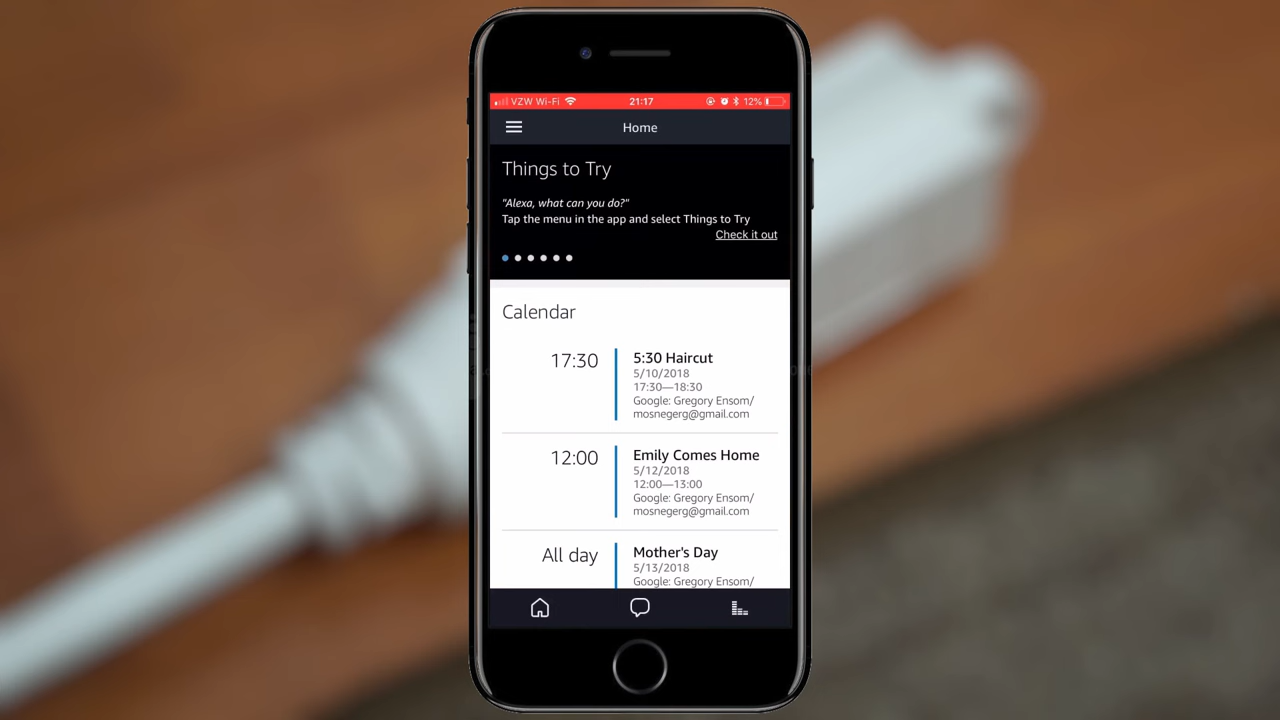 VZW Wi-Fi 21:17 12%
Home
Things to Try
"Alexa, what can you do?"
Tap the menu in the app and select Things to Try
Check it out
Calendar
17:30
5:30 Haircut
5/10/2018
17:30—18:30
Google: Gregory Ensom/
mosnegerg@gmail.com
12:00
Emily Comes Home
5/12/2018
12:00—13:00
Google: Gregory Ensom/
mosnegerg@gmail.com
All day
Mother's Day
5/13/2018
Google: Gregory Ensom/